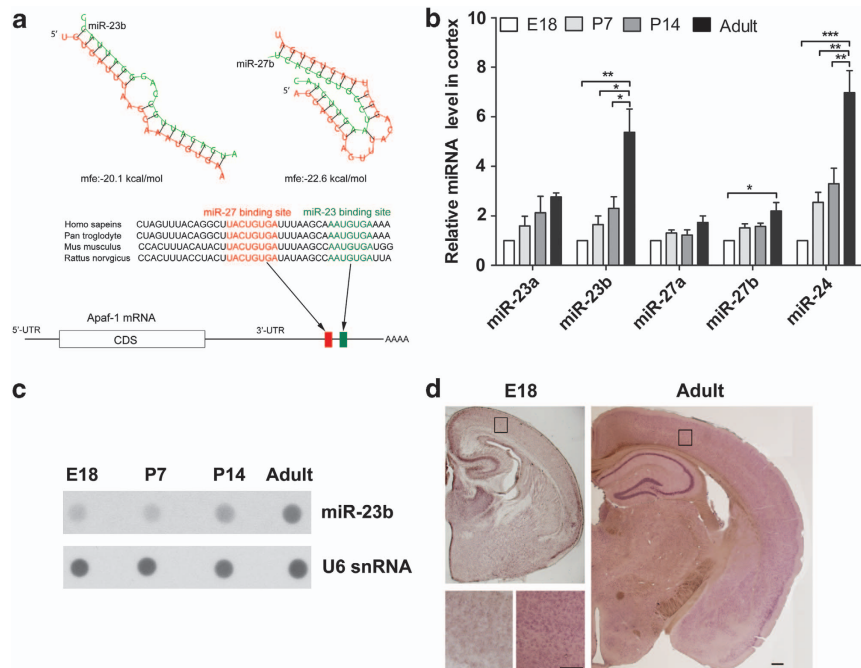 a
miR-23b
5'
miR-27b
5'
mfe:-20.1 kcal/mol
mfe:-22.6 kcal/mol
miR-27 binding site miR-23 binding site
Homo sapeins CUAGUUUACAGGCUUACUGUGAUUUAAGCAAAUGUGAAAA
Pan troglodyte CUAGUUUACAGGCUUACUGUGAUUUAAGCAAAUGUGAAAA
Mus musculus CCACUUUACAUACUUACUGUGAUUUAAGCAAAUGUGAUGG
Rattus norvgicus CCACUUUACCUACUUACUGUGAUAUAAGCCAAUGUGAUUA
Apaf-1 mRNA
5'-UTR
CDS
3'-UTR
AAAA
b
E18 P7 P14 Adult
Relative miRNA level in cortex
10
8
6
4
2
0
**
*
*
*
***
**
**
miR-23a
miR-23b
miR-27a
miR-27b
miR-24
c
E18 P7 P14 Adult
miR-23b
U6 snRNA
d
E18 Adult